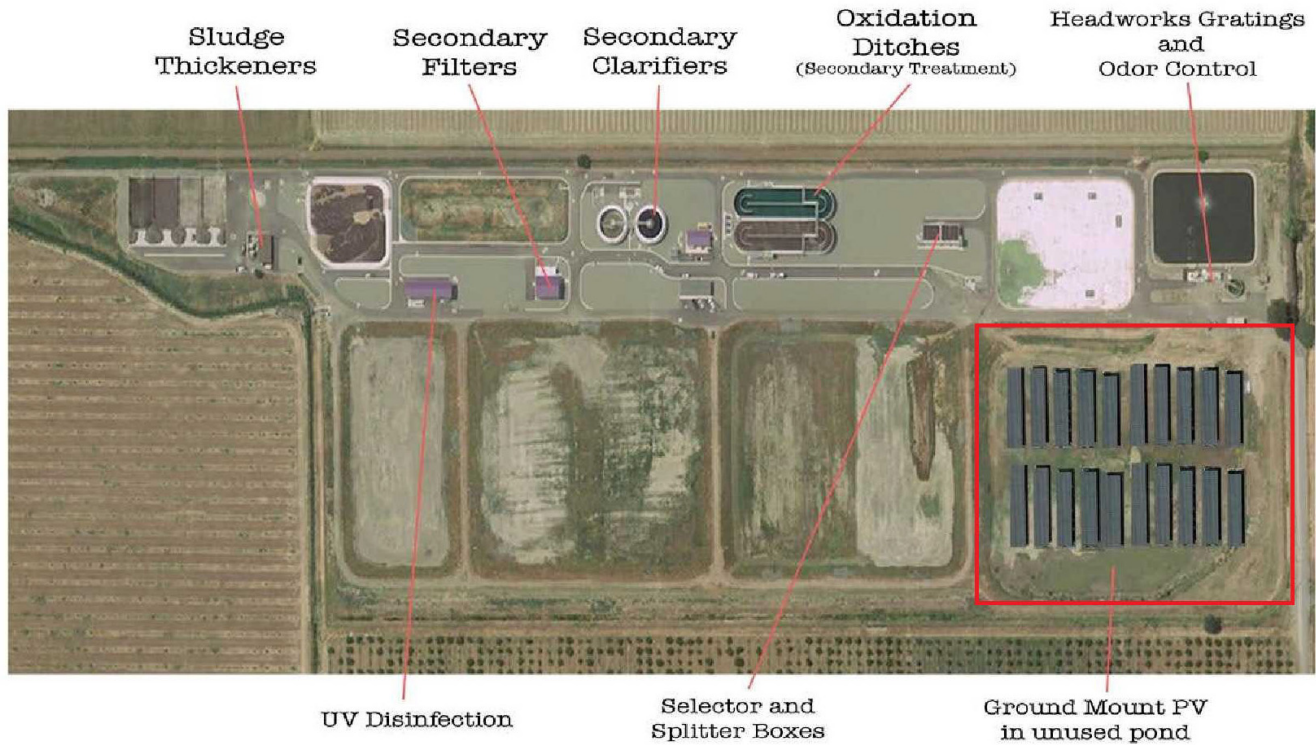 Sludge
Thickeners
Secondary
Filters
Secondary
Clarifiers
Oxidation
Ditches
(Secondary Treatment)
Headworks Gratings
and
Odor Control
UV Disinfection
Selector and
Splitter Boxes
Ground Mount PV
in unused pond